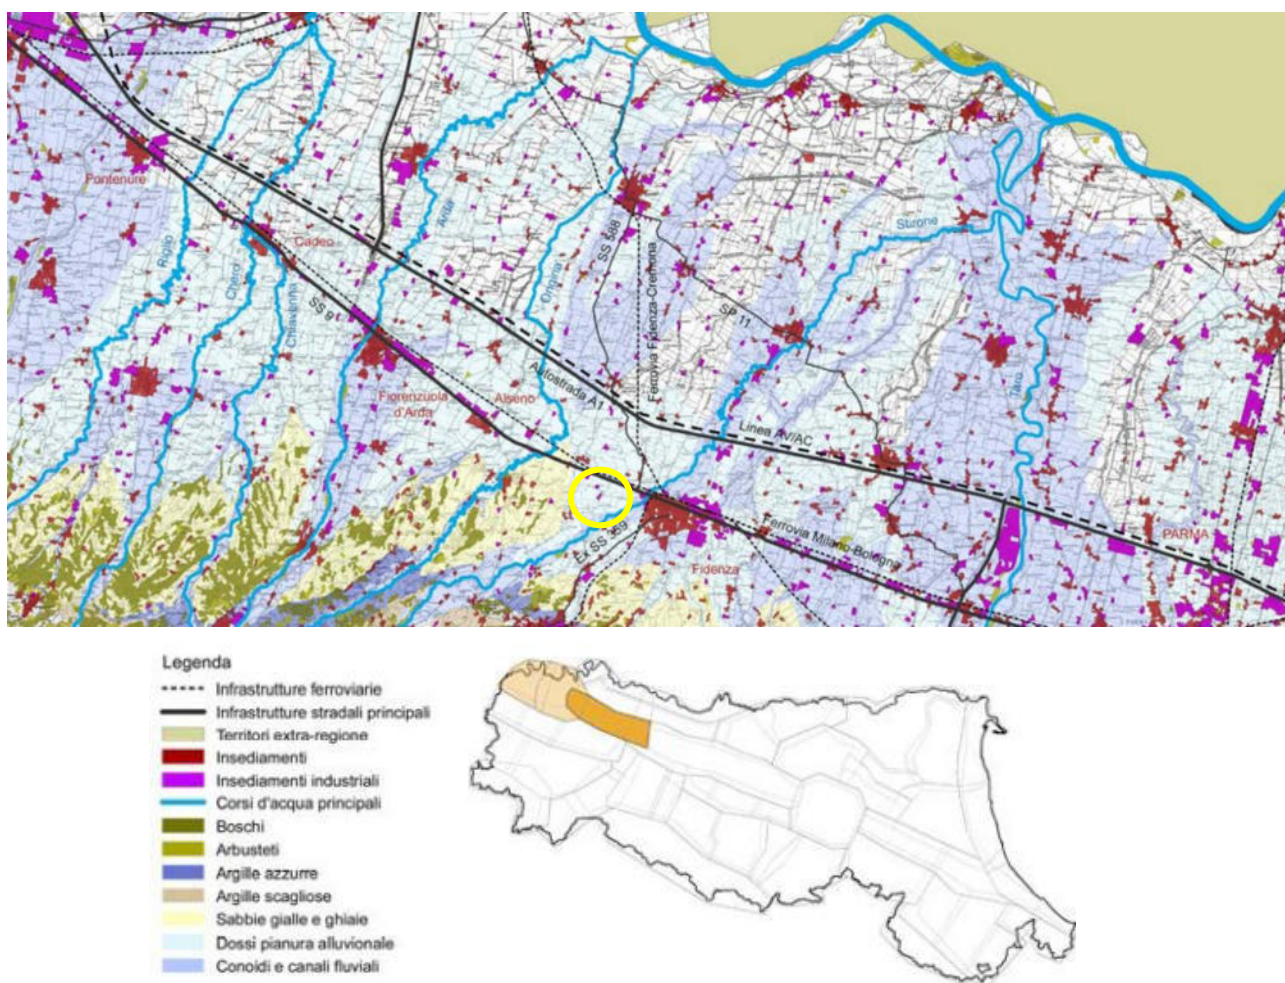 Pontenure
Riglio
Chero
Chiavenna
Cadeo
SS 9
Arda
Ongina
SS 588
Ferrovia Fidenza-Cremona
SP 11
Stirone
Taro
Fiorenzuola
d'Arda
Alseno
Autostrada A1
Linea AV/AC
Ex SS 359
Fidenza
Ferrovia Milano-Bologna
PARMA
Legenda
Infrastrutture ferroviarie
Infrastrutture stradali principali
Territori extra-regione
Insediamenti
Insediamenti industriali
Corsi d'acqua principali
Boschi
Arbusteti
Argille azzurre
Argille scagliose
Sabbie gialle e ghiaie
Dossi pianura alluvionale
Conoidi e canali fluviali